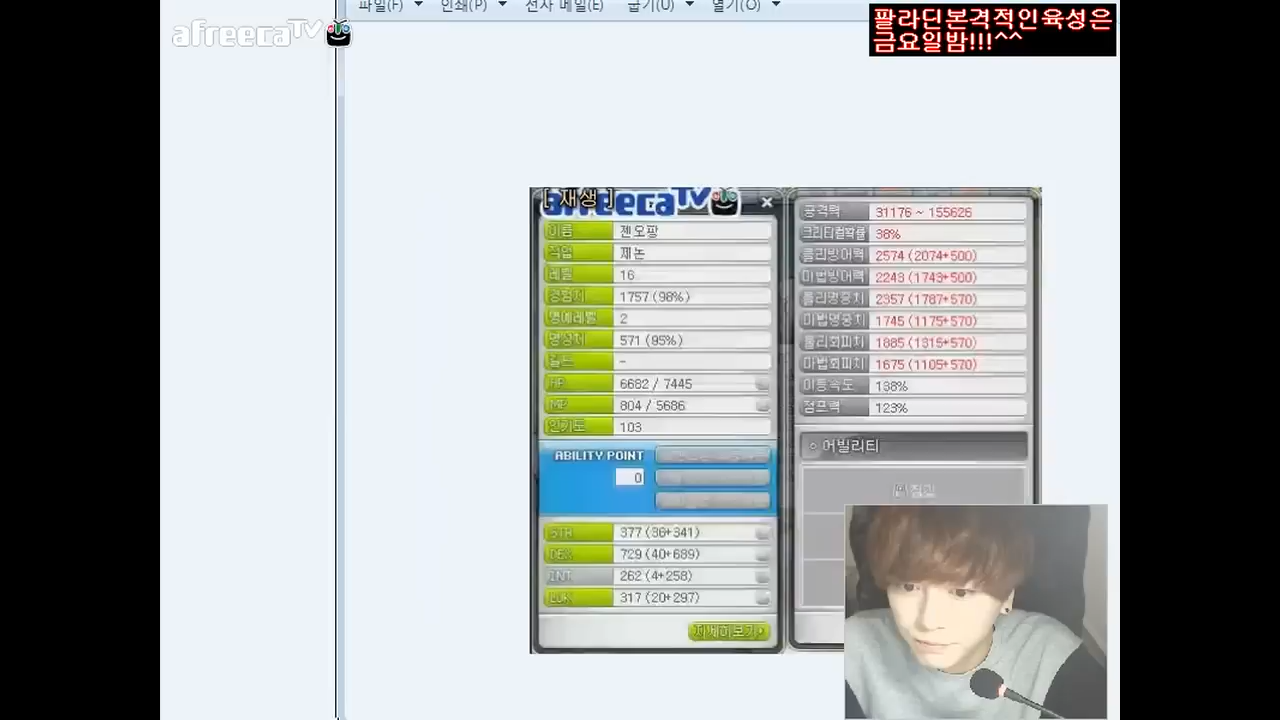 파일(F)
인쇄(P)
전자 메일(E)
굽기(U)
열기(O)
afreecaTV
팔라딘본격적인육성은
금요일밤!!!^^
[ 재생 ]
afreecaTV
이름 젠오팡
직업 제논
레벨 16
경험치 1757 (98%)
명예레벨 2
명성치 571 (95%)
길드 -
HP 6682 / 7445
MP 804 / 5686
인기도 103
ABILITY POINT
0
STR 377 (36+341)
DEX 729 (40+689)
INT 262 (4+258)
LUK 317 (20+297)
자세히보기
공격력 31176 ~ 155626
크리티컬확률 38%
물리방어력 2574 (2074+500)
마법방어력 2243 (1743+500)
물리명중치 2357 (1787+570)
마법명중치 1745 (1175+570)
물리회피치 1885 (1315+570)
마법회피치 1675 (1105+570)
이동속도 138%
점프력 123%
어빌리티
잠김